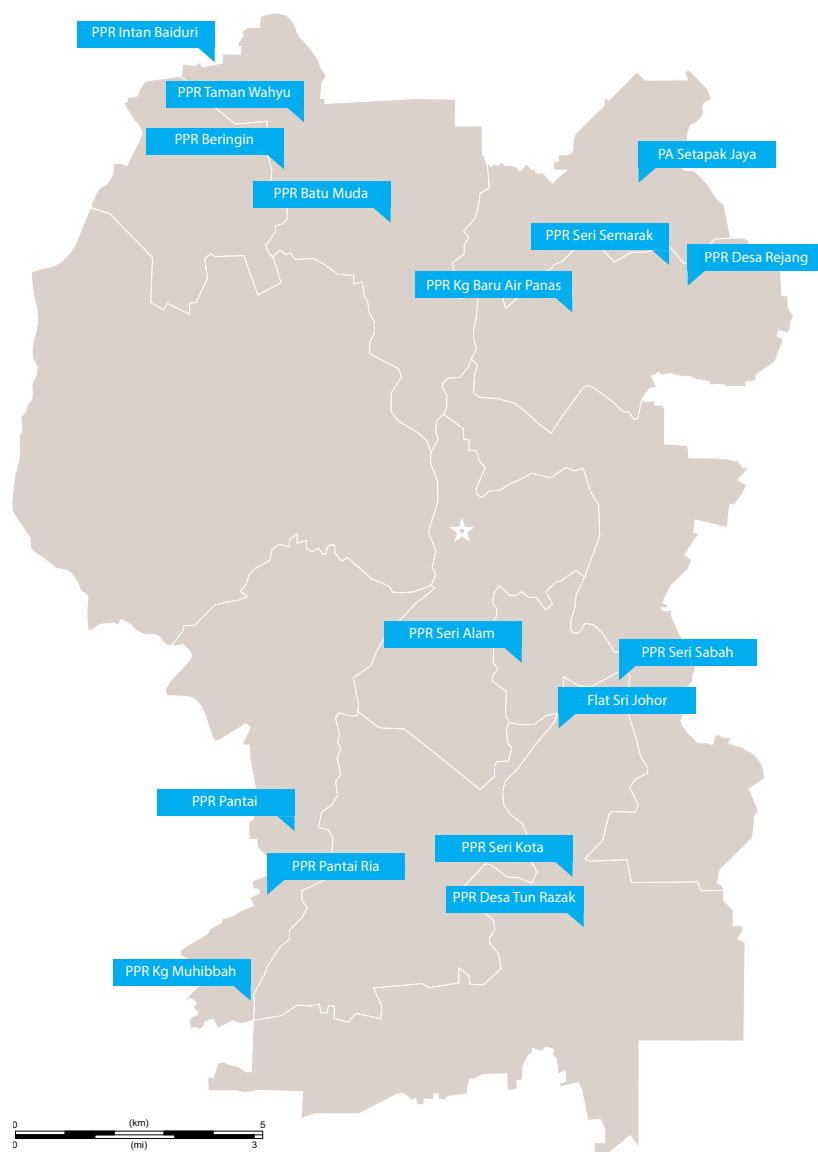 PPR Intan Baiduri
PPR Taman Wahyu
PPR Beringin
PA Setapak Jaya
PPR Batu Muda
PPR Seri Semarak
PPR Desa Rejang
PPR Kg Baru Air Panas
PPR Seri Alam
PPR Seri Sabah
Flat Sri Johor
PPR Pantai
PPR Seri Kota
PPR Pantai Ria
PPR Desa Tun Razak
PPR Kg Muhibbah
0 (km) 5
0 (mi) 3